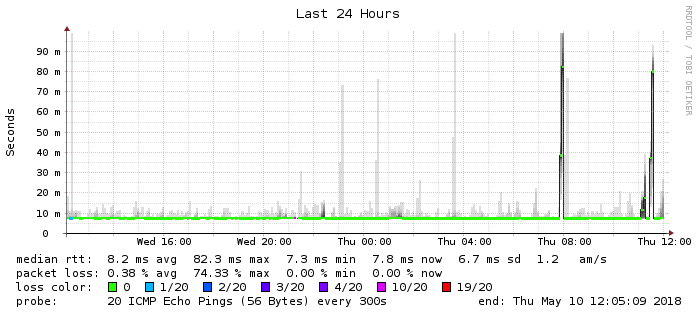 Last 24 Hours
RRDTOOL / TOBI OETIKER
Seconds
90 m
80 m
70 m
60 m
50 m
40 m
30 m
20 m
10 m
0
Wed 16:00 Wed 20:00 Thu 00:00 Thu 04:00 Thu 08:00 Thu 12:00
median rtt: 8.2 ms avg 82.3 ms max 7.3 ms min 7.8 ms now 6.7 ms sd 1.2 am/s
packet loss: 0.38 % avg 74.33 % max 0.00 % min 0.00 % now
loss color: 0 1/20 2/20 3/20 4/20 10/20 19/20
probe: 20 ICMP Echo Pings (56 Bytes) every 300s end: Thu May 10 12:05:09 2018